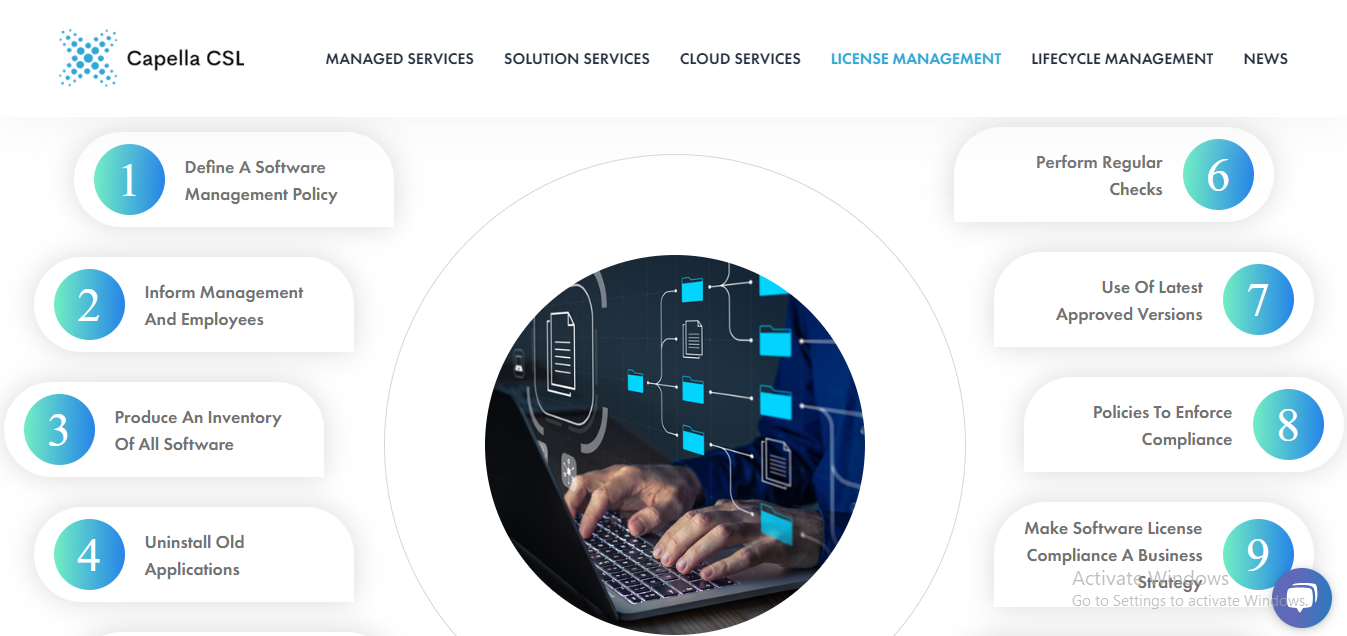 Capella CSL
MANAGED SERVICES
SOLUTION SERVICES
CLOUD SERVICES
LICENSE MANAGEMENT
LIFECYCLE MANAGEMENT
NEWS
1
Define A Software
Management Policy
2
Inform Management
And Employees
3
Produce An Inventory
Of All Software
4
Uninstall Old
Applications
Perform Regular
Checks
6
Use Of Latest
Approved Versions
7
Policies To Enforce
Compliance
8
Make Software License
Compliance A Business
Strategy
9
Activate Windows
Go to Settings to activate Windows.